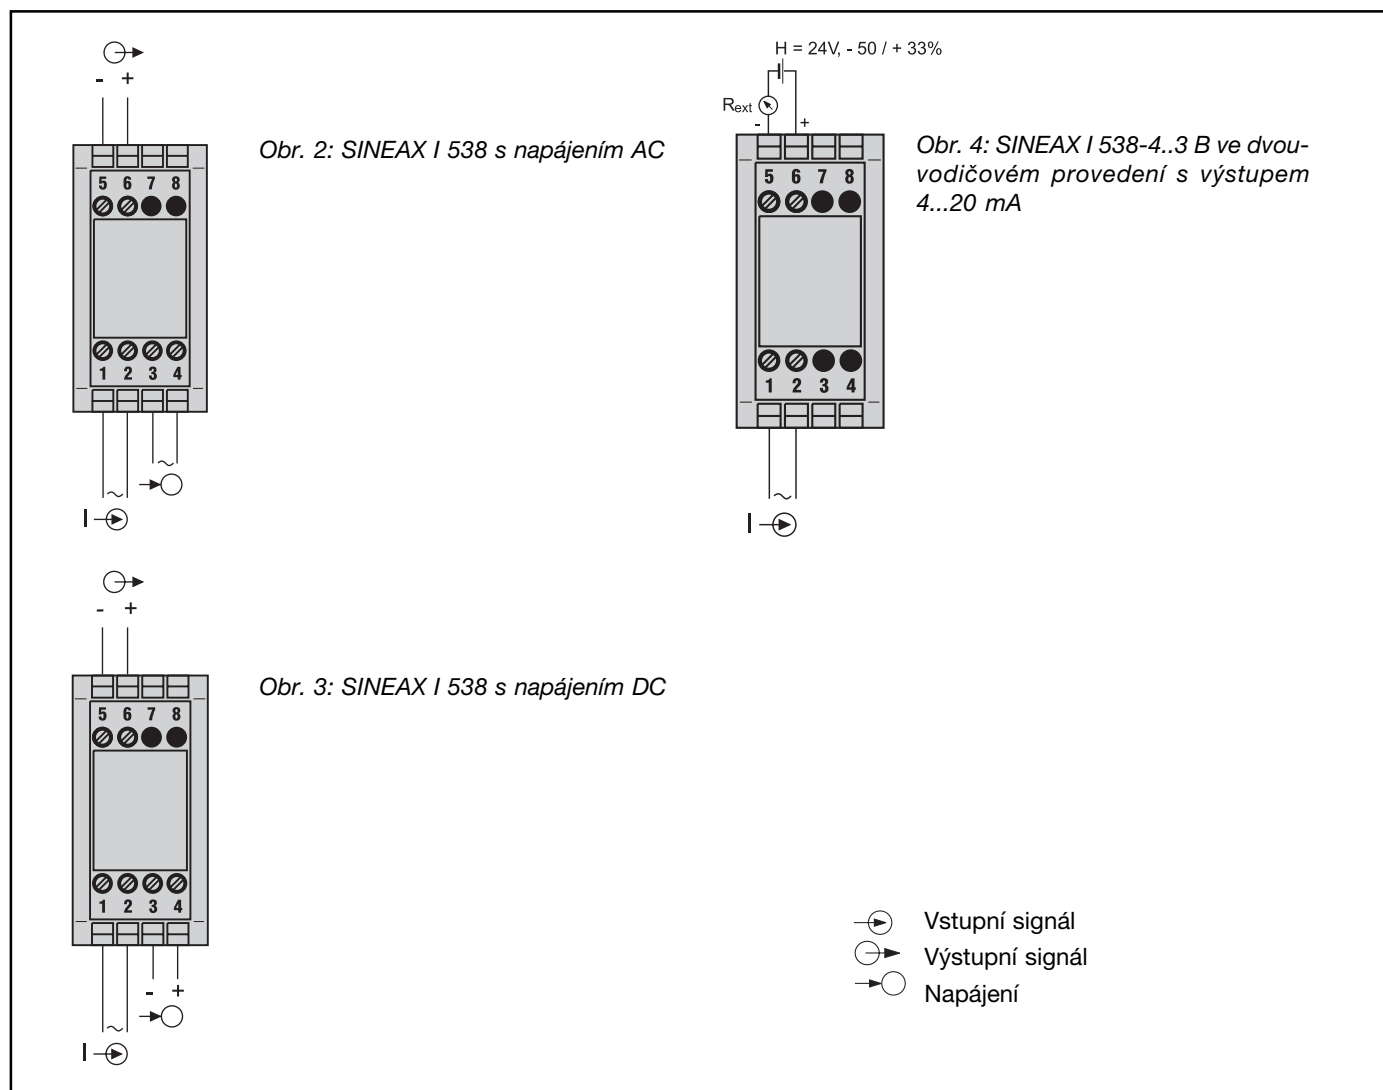 - +
5 6 7 8
1 2 3 4
~ ~
I
Obr. 2: SINEAX I 538 s napájením AC
H = 24V, - 50 / + 33%
Rext
- +
5 6 7 8
1 2 3 4
~
I
Obr. 4: SINEAX I 538-4..3 B ve dvou-
vodičovém provedení s výstupem
4...20 mA
- +
5 6 7 8
1 2 3 4
- +
~
I
Obr. 3: SINEAX I 538 s napájením DC
Vstupní signál
Výstupní signál
Napájení